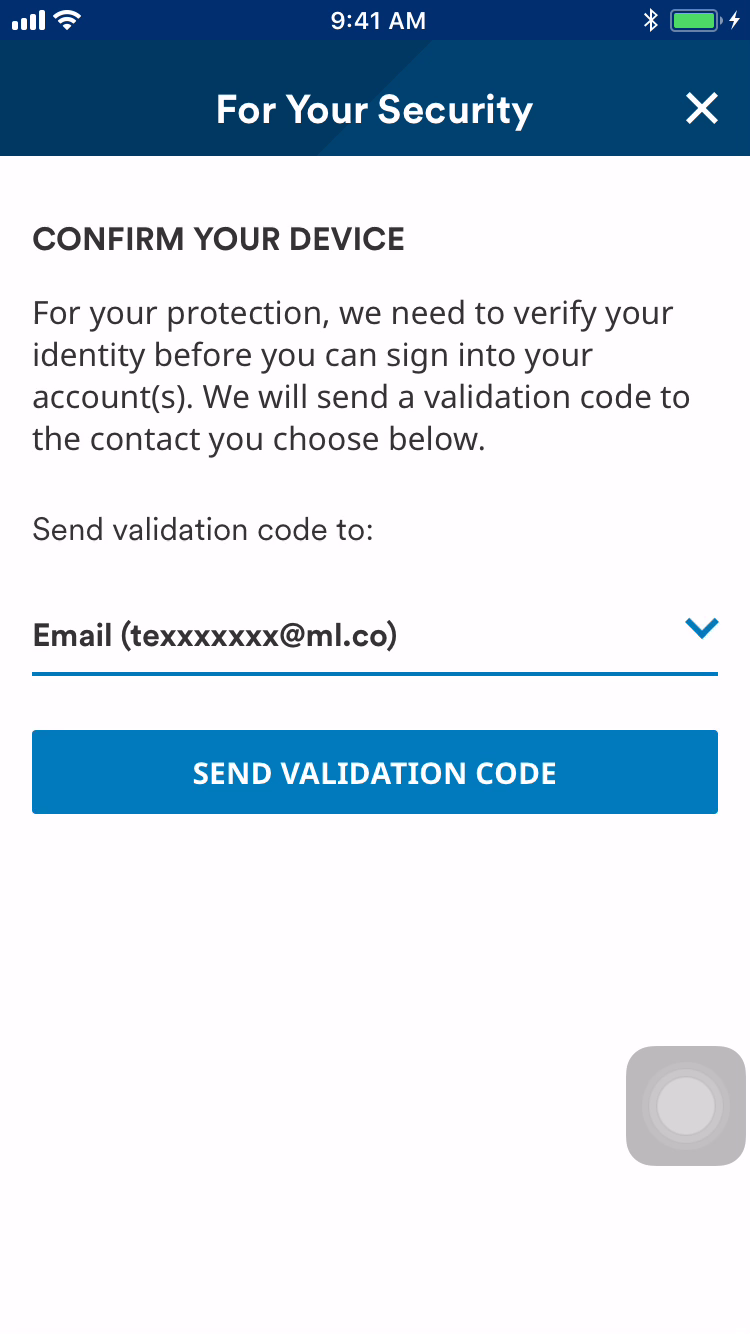 9:41 AM
For Your Security
CONFIRM YOUR DEVICE
For your protection, we need to verify your
identity before you can sign into your
account(s). We will send a validation code to
the contact you choose below.
Send validation code to:
Email (texxxxxxx@ml.co)
SEND VALIDATION CODE